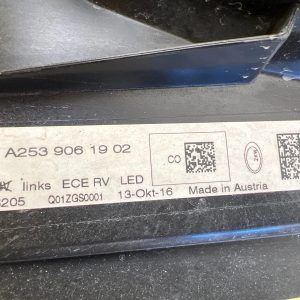 A253 906 19 02
CO
links ECE RV LED
205 Q01ZGS0001 13-Okt-16 Made in Austria